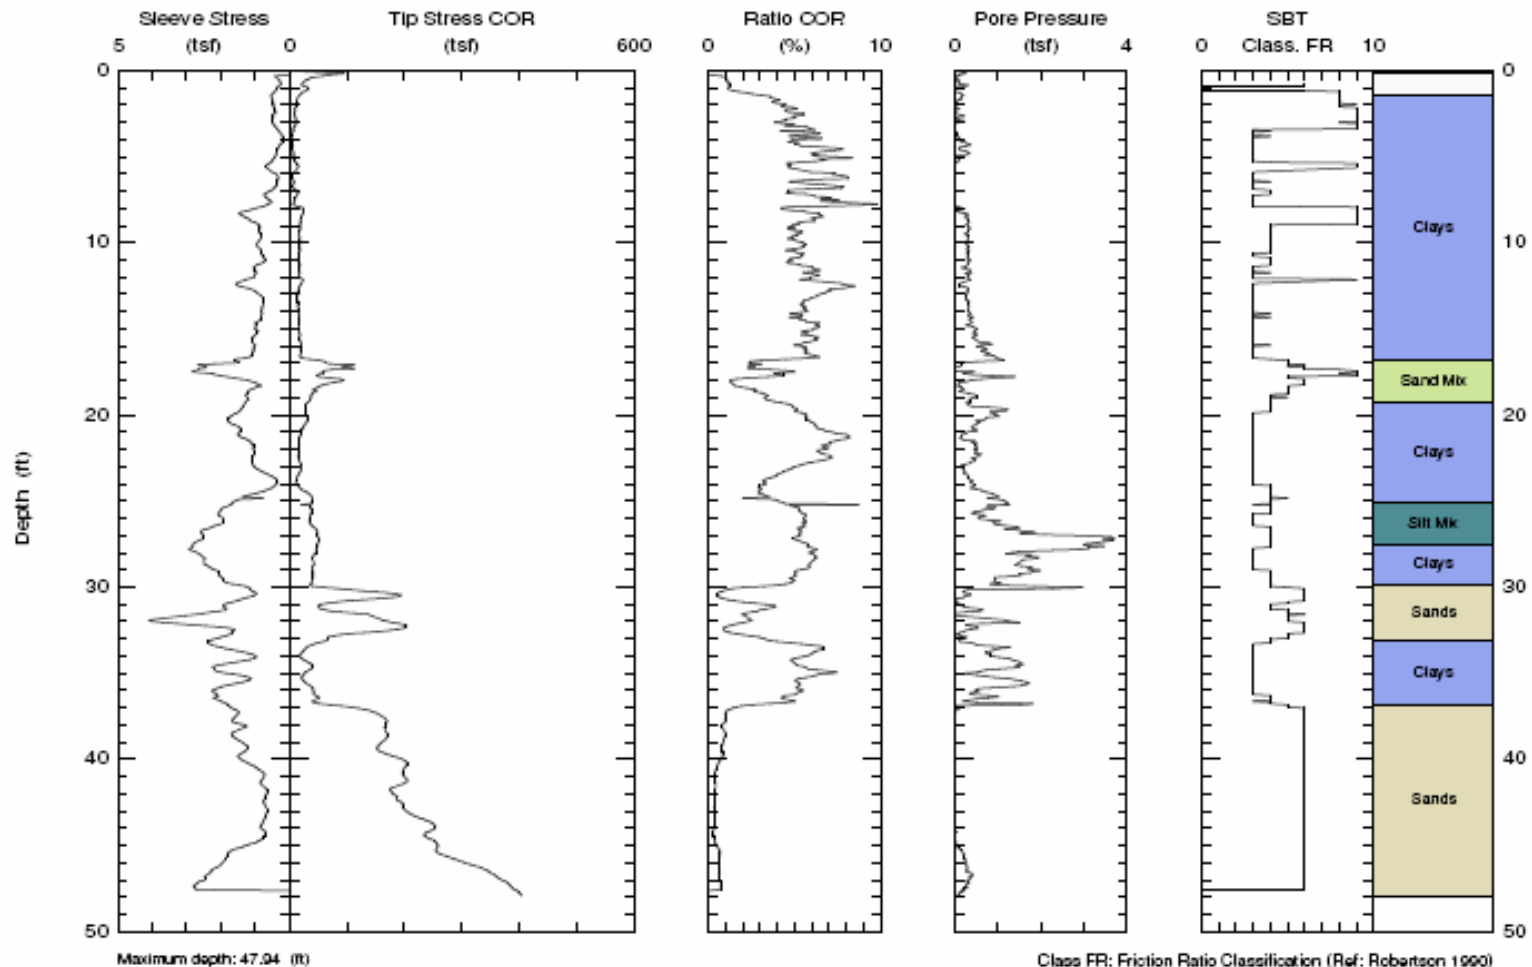 Sleeve Stress Tip Stress COR Ratio COR Pore Pressure SBT
5 (tsf) 0 (tsf) 600 0 (%) 10 0 (tsf) 4 0 Class. FR 10
0 0
Clays
10 10
Sand Mix
20 20
Clays
Silt Mix
Clays
30 30
Sands
Clays
40 40
Sands
50 50
Depth (ft)
Maximum depth: 47.94 (ft) Class FR: Friction Ratio Classification (Ref: Robertson 1990)